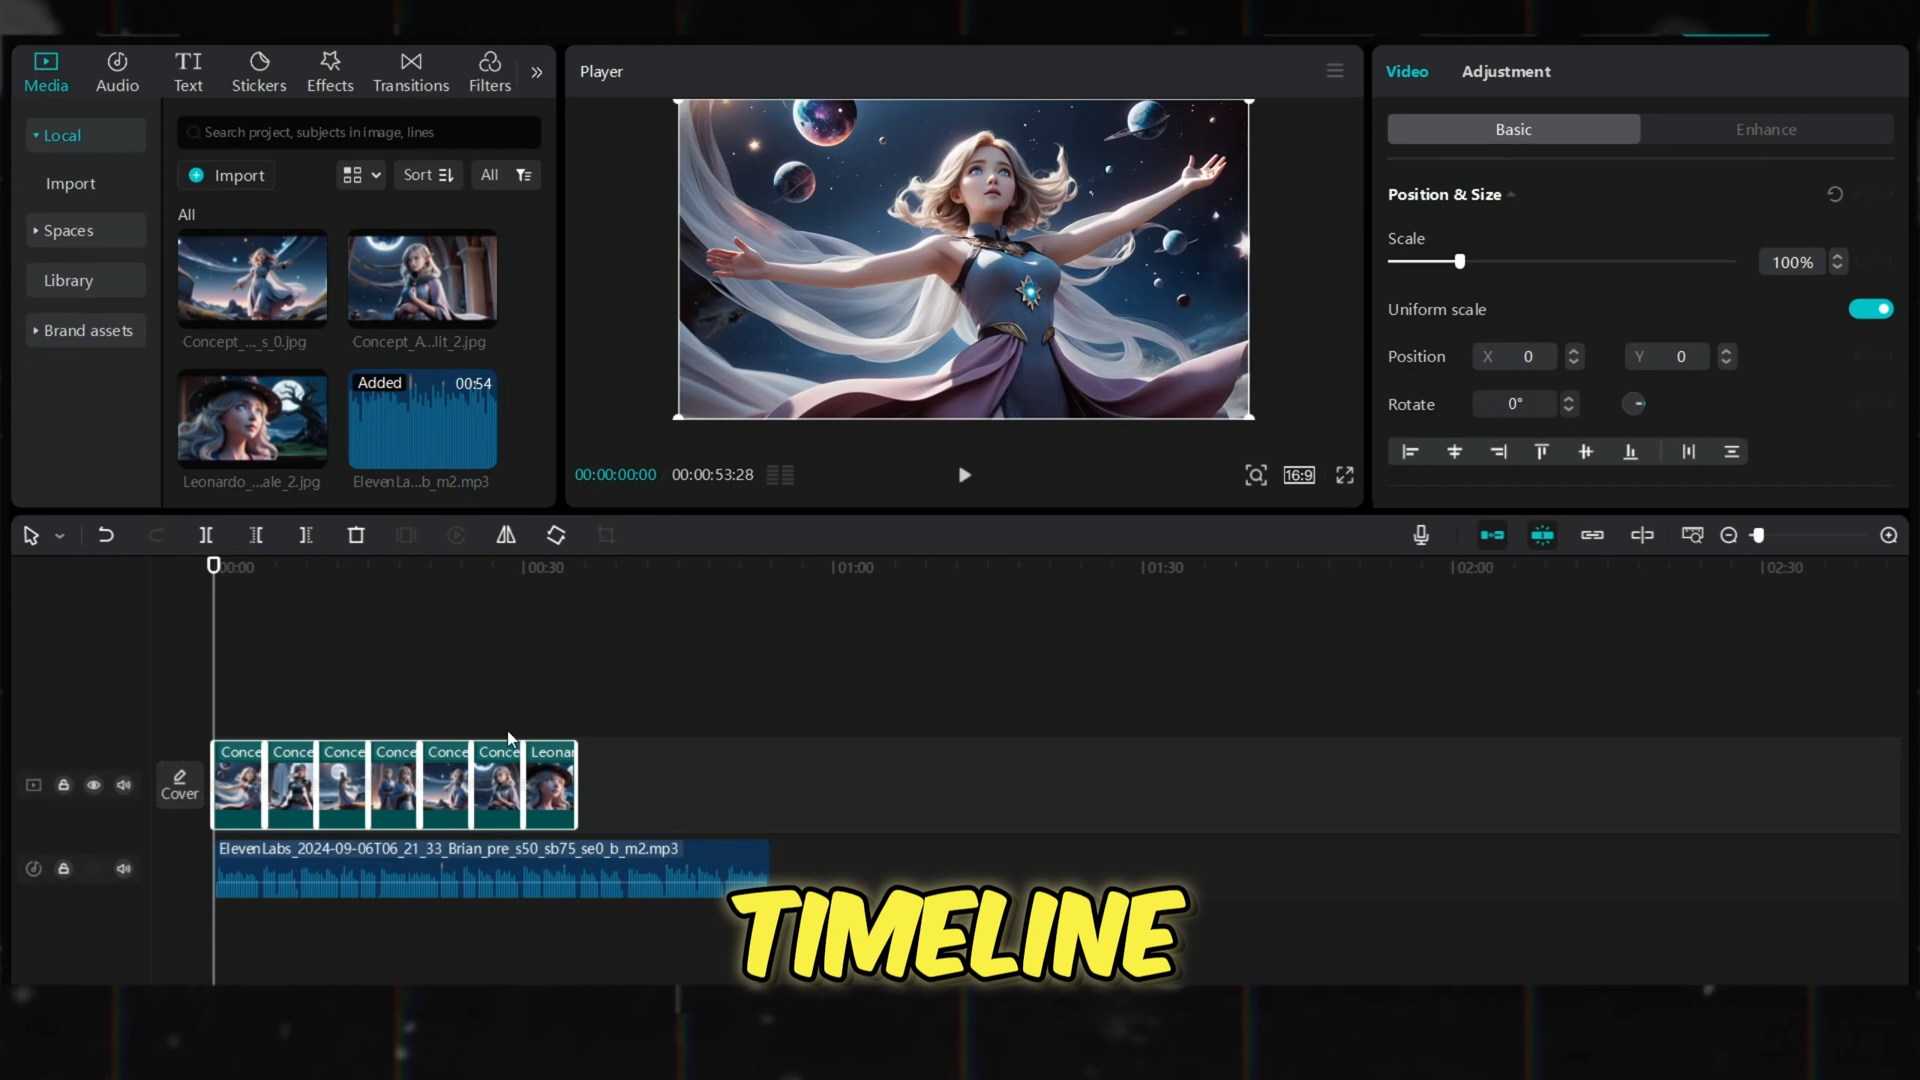 Media Audio Text Stickers Effects Transitions Filters
Local
Import
Spaces
Library
Brand assets
Search project, subjects in image, lines
Import Sort All
All
Concept_..._s_0.jpg Concept_A...lit_2.jpg
Added 00:54
Leonardo_...ale_2.jpg ElevenLa...b_m2.mp3
Player
00:00:00:00 00:00:53:28 16:9
Video Adjustment
Basic Enhance
Position & Size
Scale
100%
Uniform scale
Position X 0 Y 0
Rotate 0°
00:00 00:30 01:00 01:30 02:00 02:30
Cover
Conce Conce Conce Conce Conce Conce Leonar
ElevenLabs_2024-09-06T06_21_33_Brian_pre_s50_sb75_se0_b_m2.mp3
TIMELINE